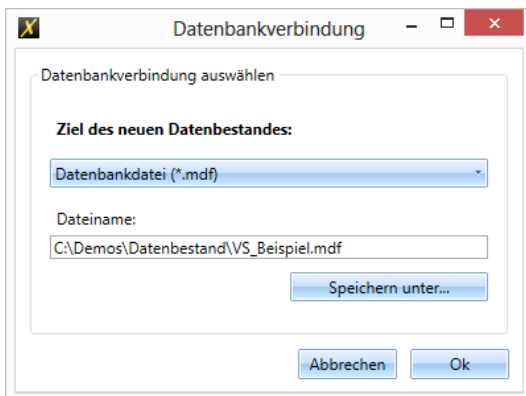 Datenbankverbindung
Datenbankverbindung auswählen
Ziel des neuen Datenbestandes:
Datenbankdatei (*.mdf)
Dateiname:
C:\Demos\Datenbestand\VS_Beispiel.mdf
Speichern unter...
Abbrechen Ok